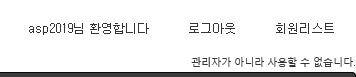 asp2019님 환영합니다 로그아웃 회원리스트
관리자가 아니라 사용할 수 없습니다.